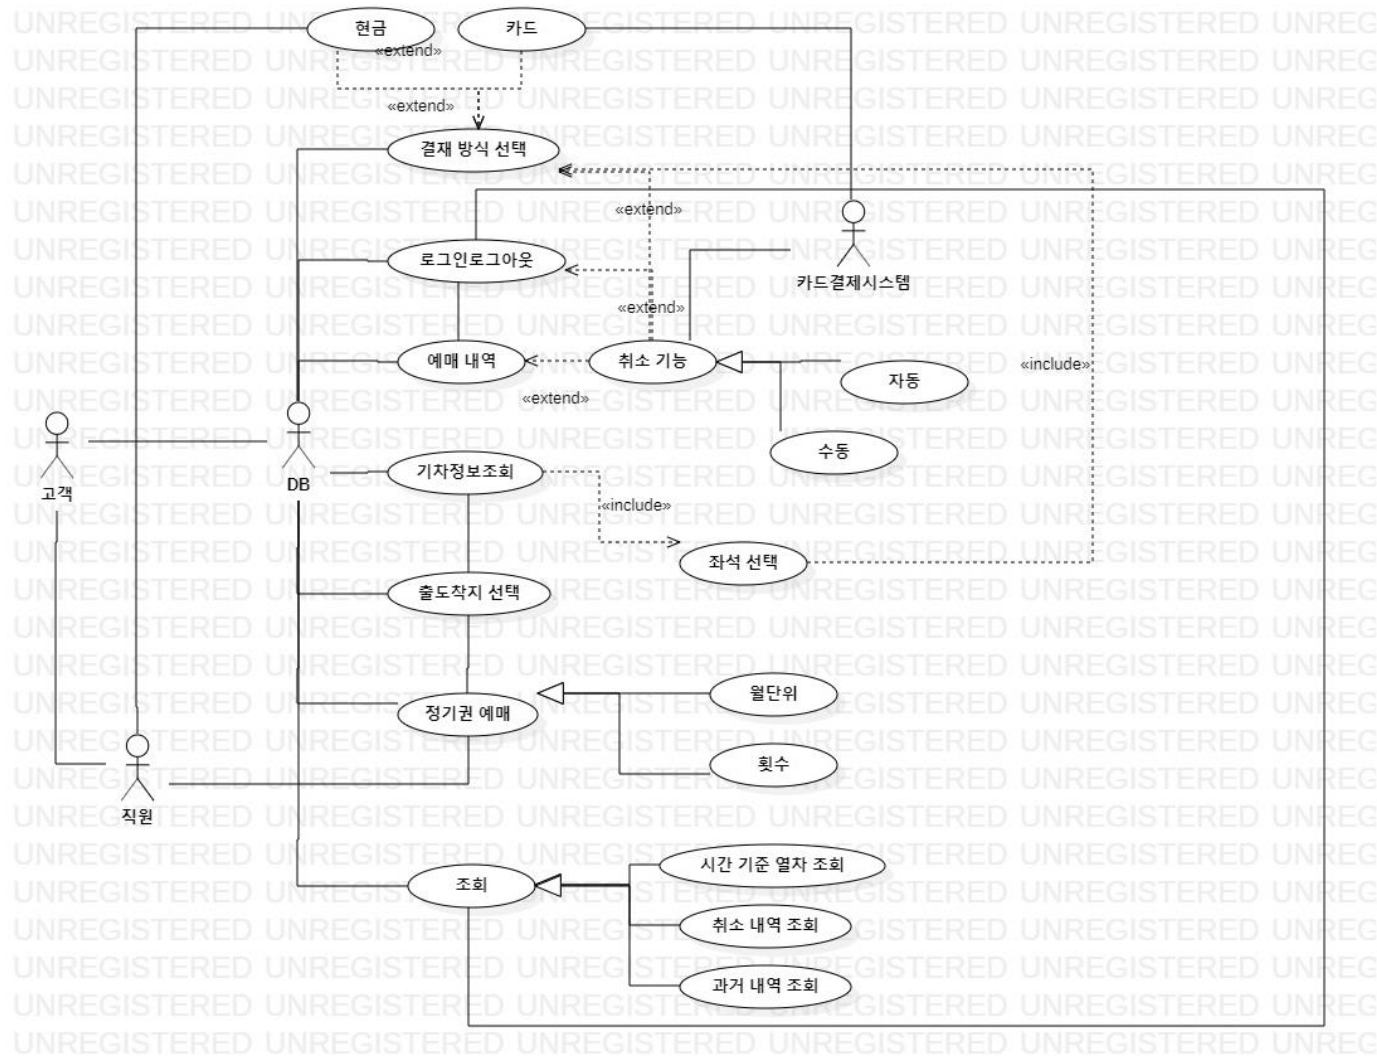 현금
카드
«extend»
«extend»
결재 방식 선택
«extend»
로그인로그아웃
카드결제시스템
«extend»
예매 내역
취소 기능
«include»
자동
«extend»
수동
고객
DB
기차정보조회
«include»
좌석 선택
출도착지 선택
월단위
정기권 예매
횟수
직원
시간 기준 열차 조회
조회
취소 내역 조회
과거 내역 조회
UNREGISTERED UNREGISTERED UNREGISTERED UNREGISTERED UNREGISTERED UNREG